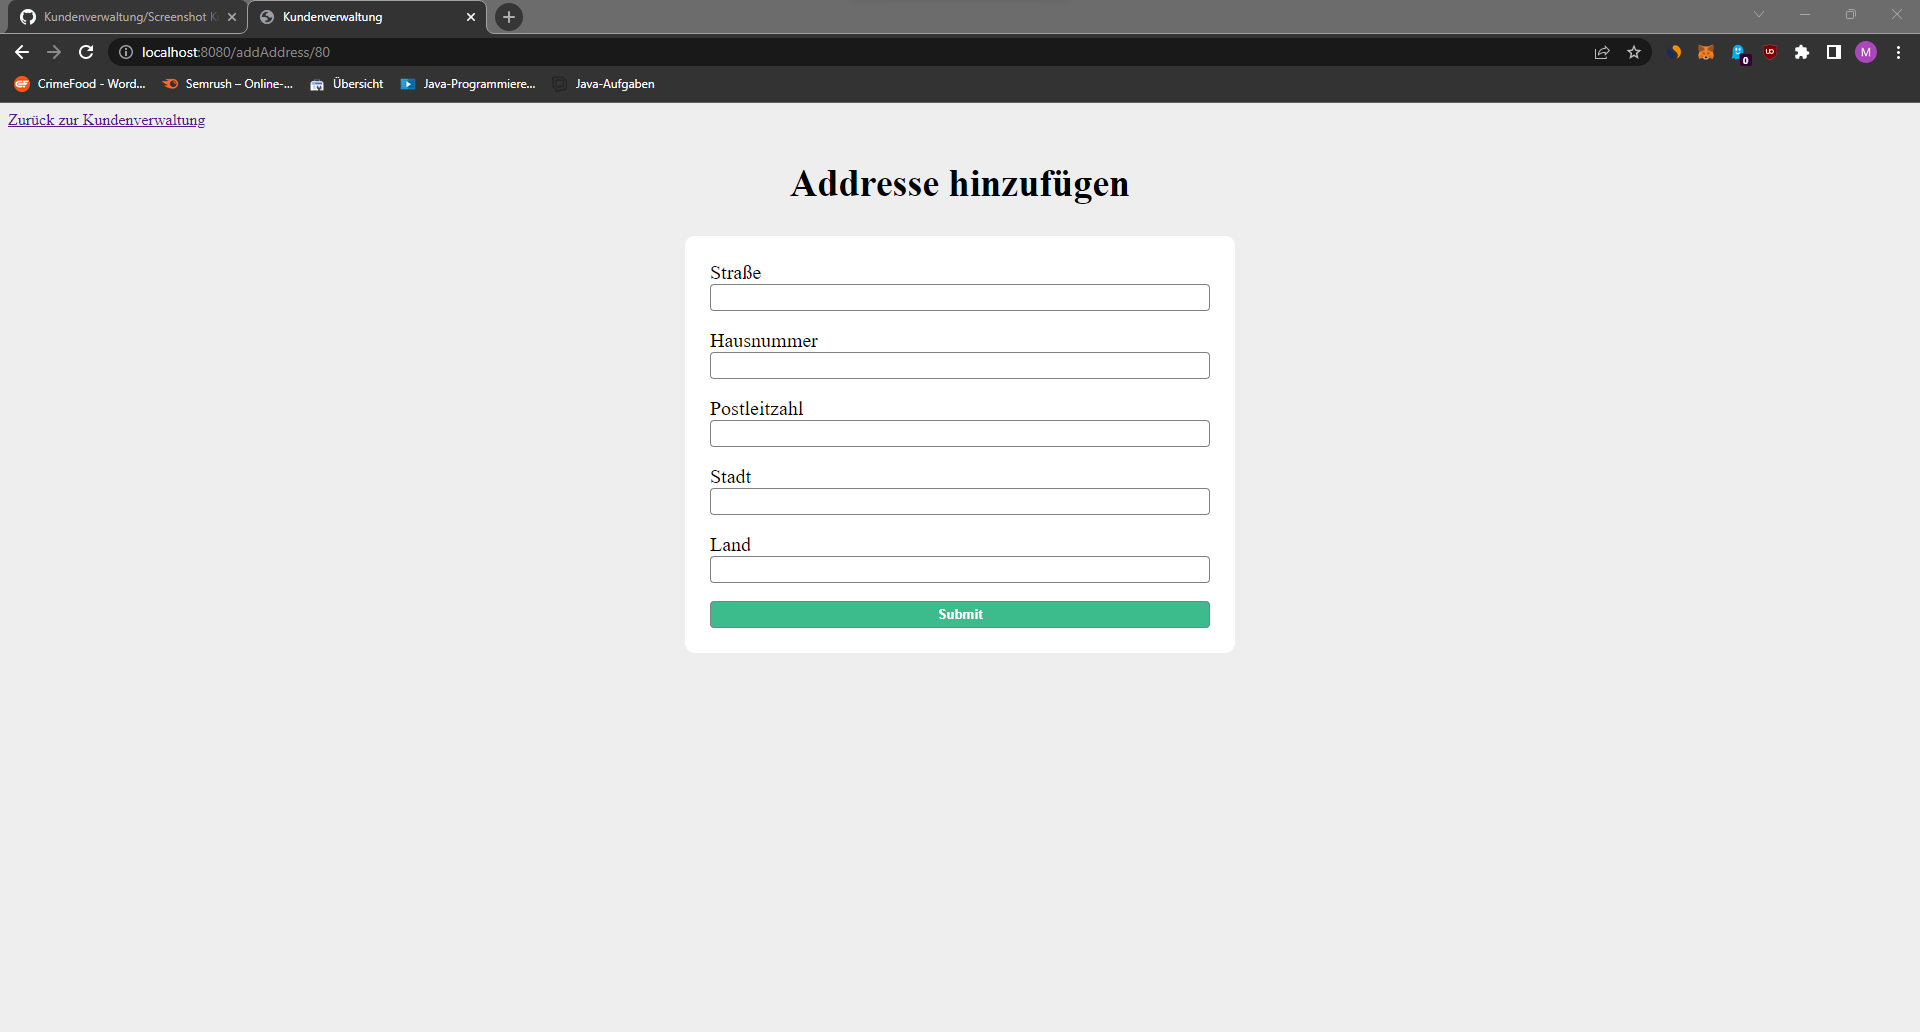 Kundenverwaltung/Screenshot
Kundenverwaltung
localhost:8080/addAddress/80
0
M
CrimeFood - Word...
Semrush – Online-...
Übersicht
Java-Programmiere...
Java-Aufgaben
Zurück zur Kundenverwaltung
Addresse hinzufügen
Straße
Hausnummer
Postleitzahl
Stadt
Land
Submit